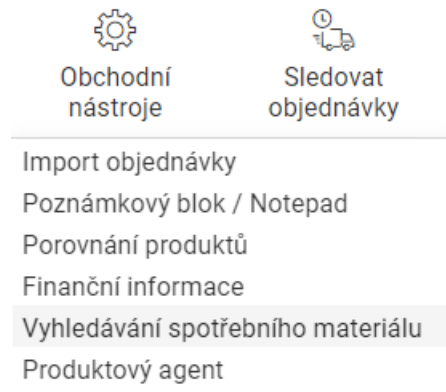 Obchodní
nástroje
Sledovat
objednávky
Import objednávky
Poznámkový blok / Notepad
Porovnání produktů
Finanční informace
Vyhledávání spotřebního materiálu
Produktový agent